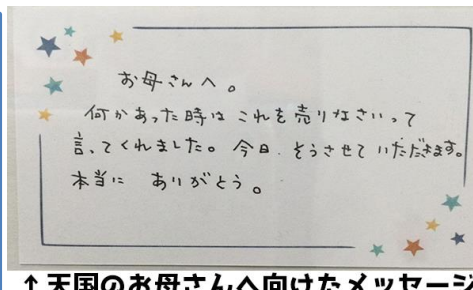 お母さんへ。
何かあった時は これを売りなさいって
言ってくれました。 今日、そうさせて いただきます。
本当に ありがとう。
↑天国のお母さんへ向けたメッセージ